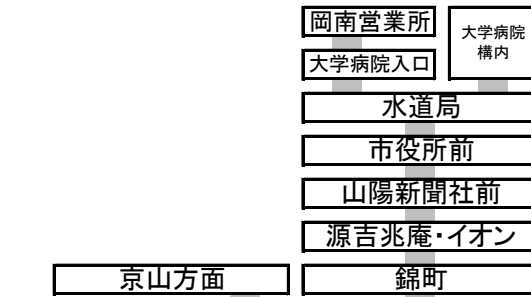 岡南営業所
大学病院
構内
大学病院入口
水道局
市役所前
山陽新聞社前
源吉兆庵・イオン
京山方面
錦町